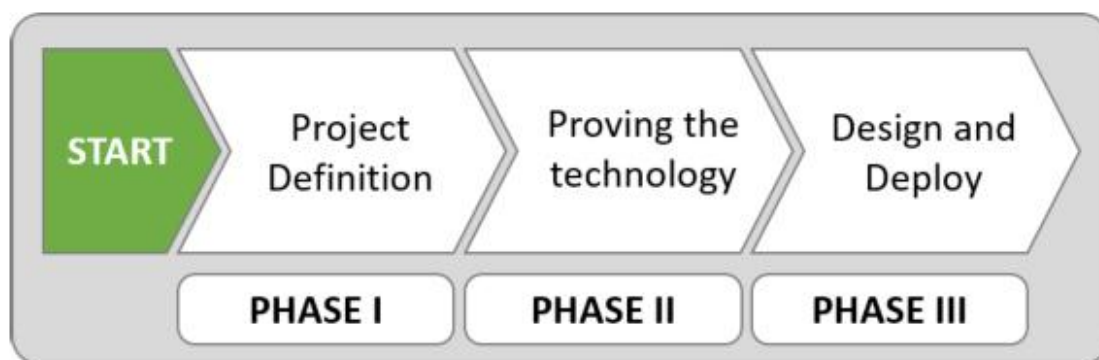 START
Project
Definition
Proving the
technology
Design and
Deploy
PHASE I
PHASE II
PHASE III